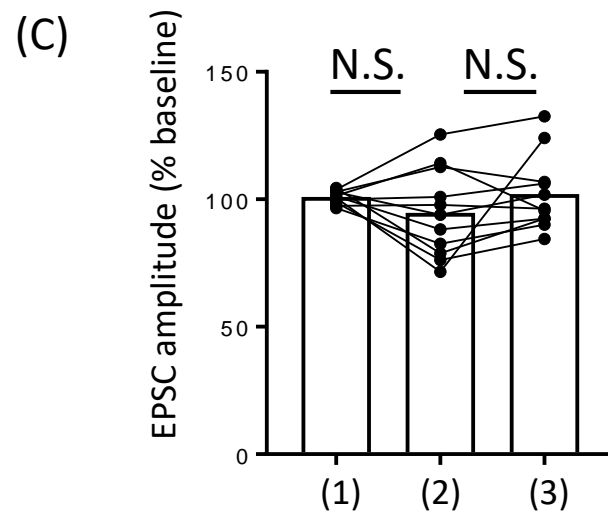 (C)
EPSC amplitude (% baseline)
N.S. N.S.
150
100
50
0
(1) (2) (3)